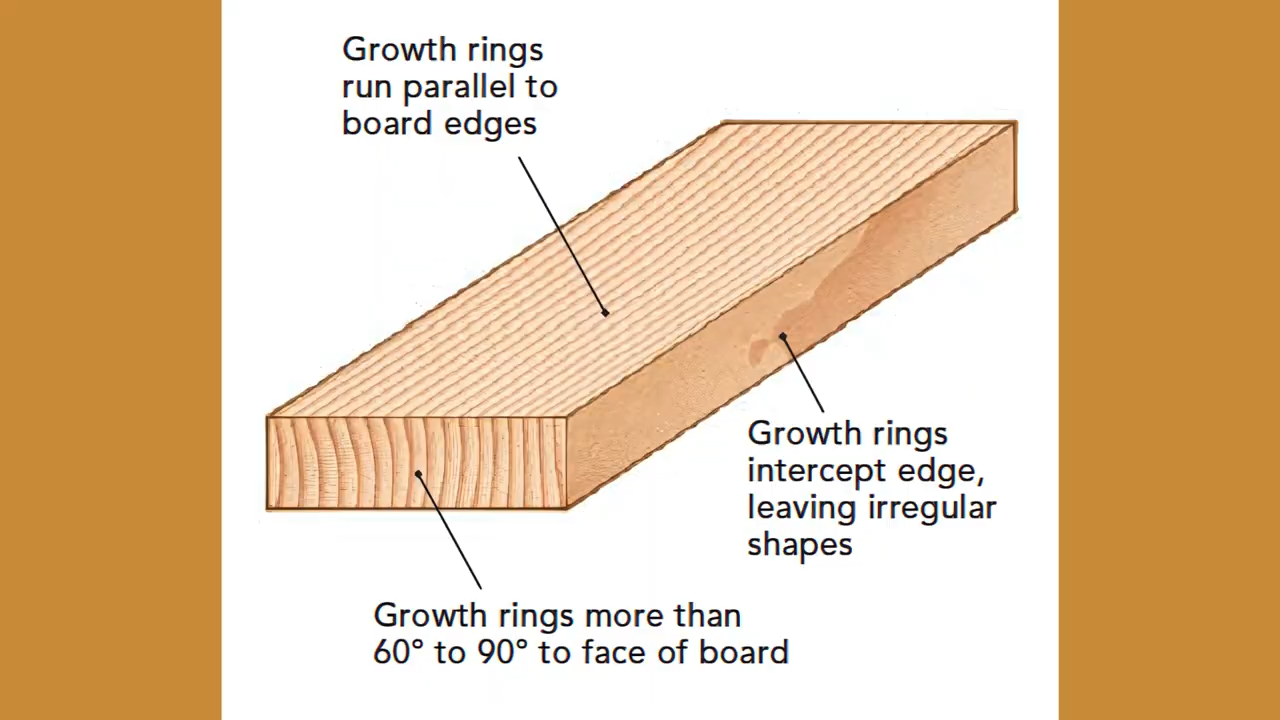 Growth rings
run parallel to
board edges
Growth rings
intercept edge,
leaving irregular
shapes
Growth rings more than
60° to 90° to face of board